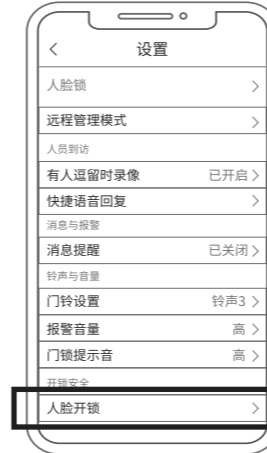 设置
人脸锁
远程管理模式
人员到访
有人逗留时录像 已开启
快捷语音回复
消息与报警
消息提醒 已关闭
铃声与音量
门铃设置 铃声3
报警音量 高
门锁提示音 高
开锁安全
人脸开锁